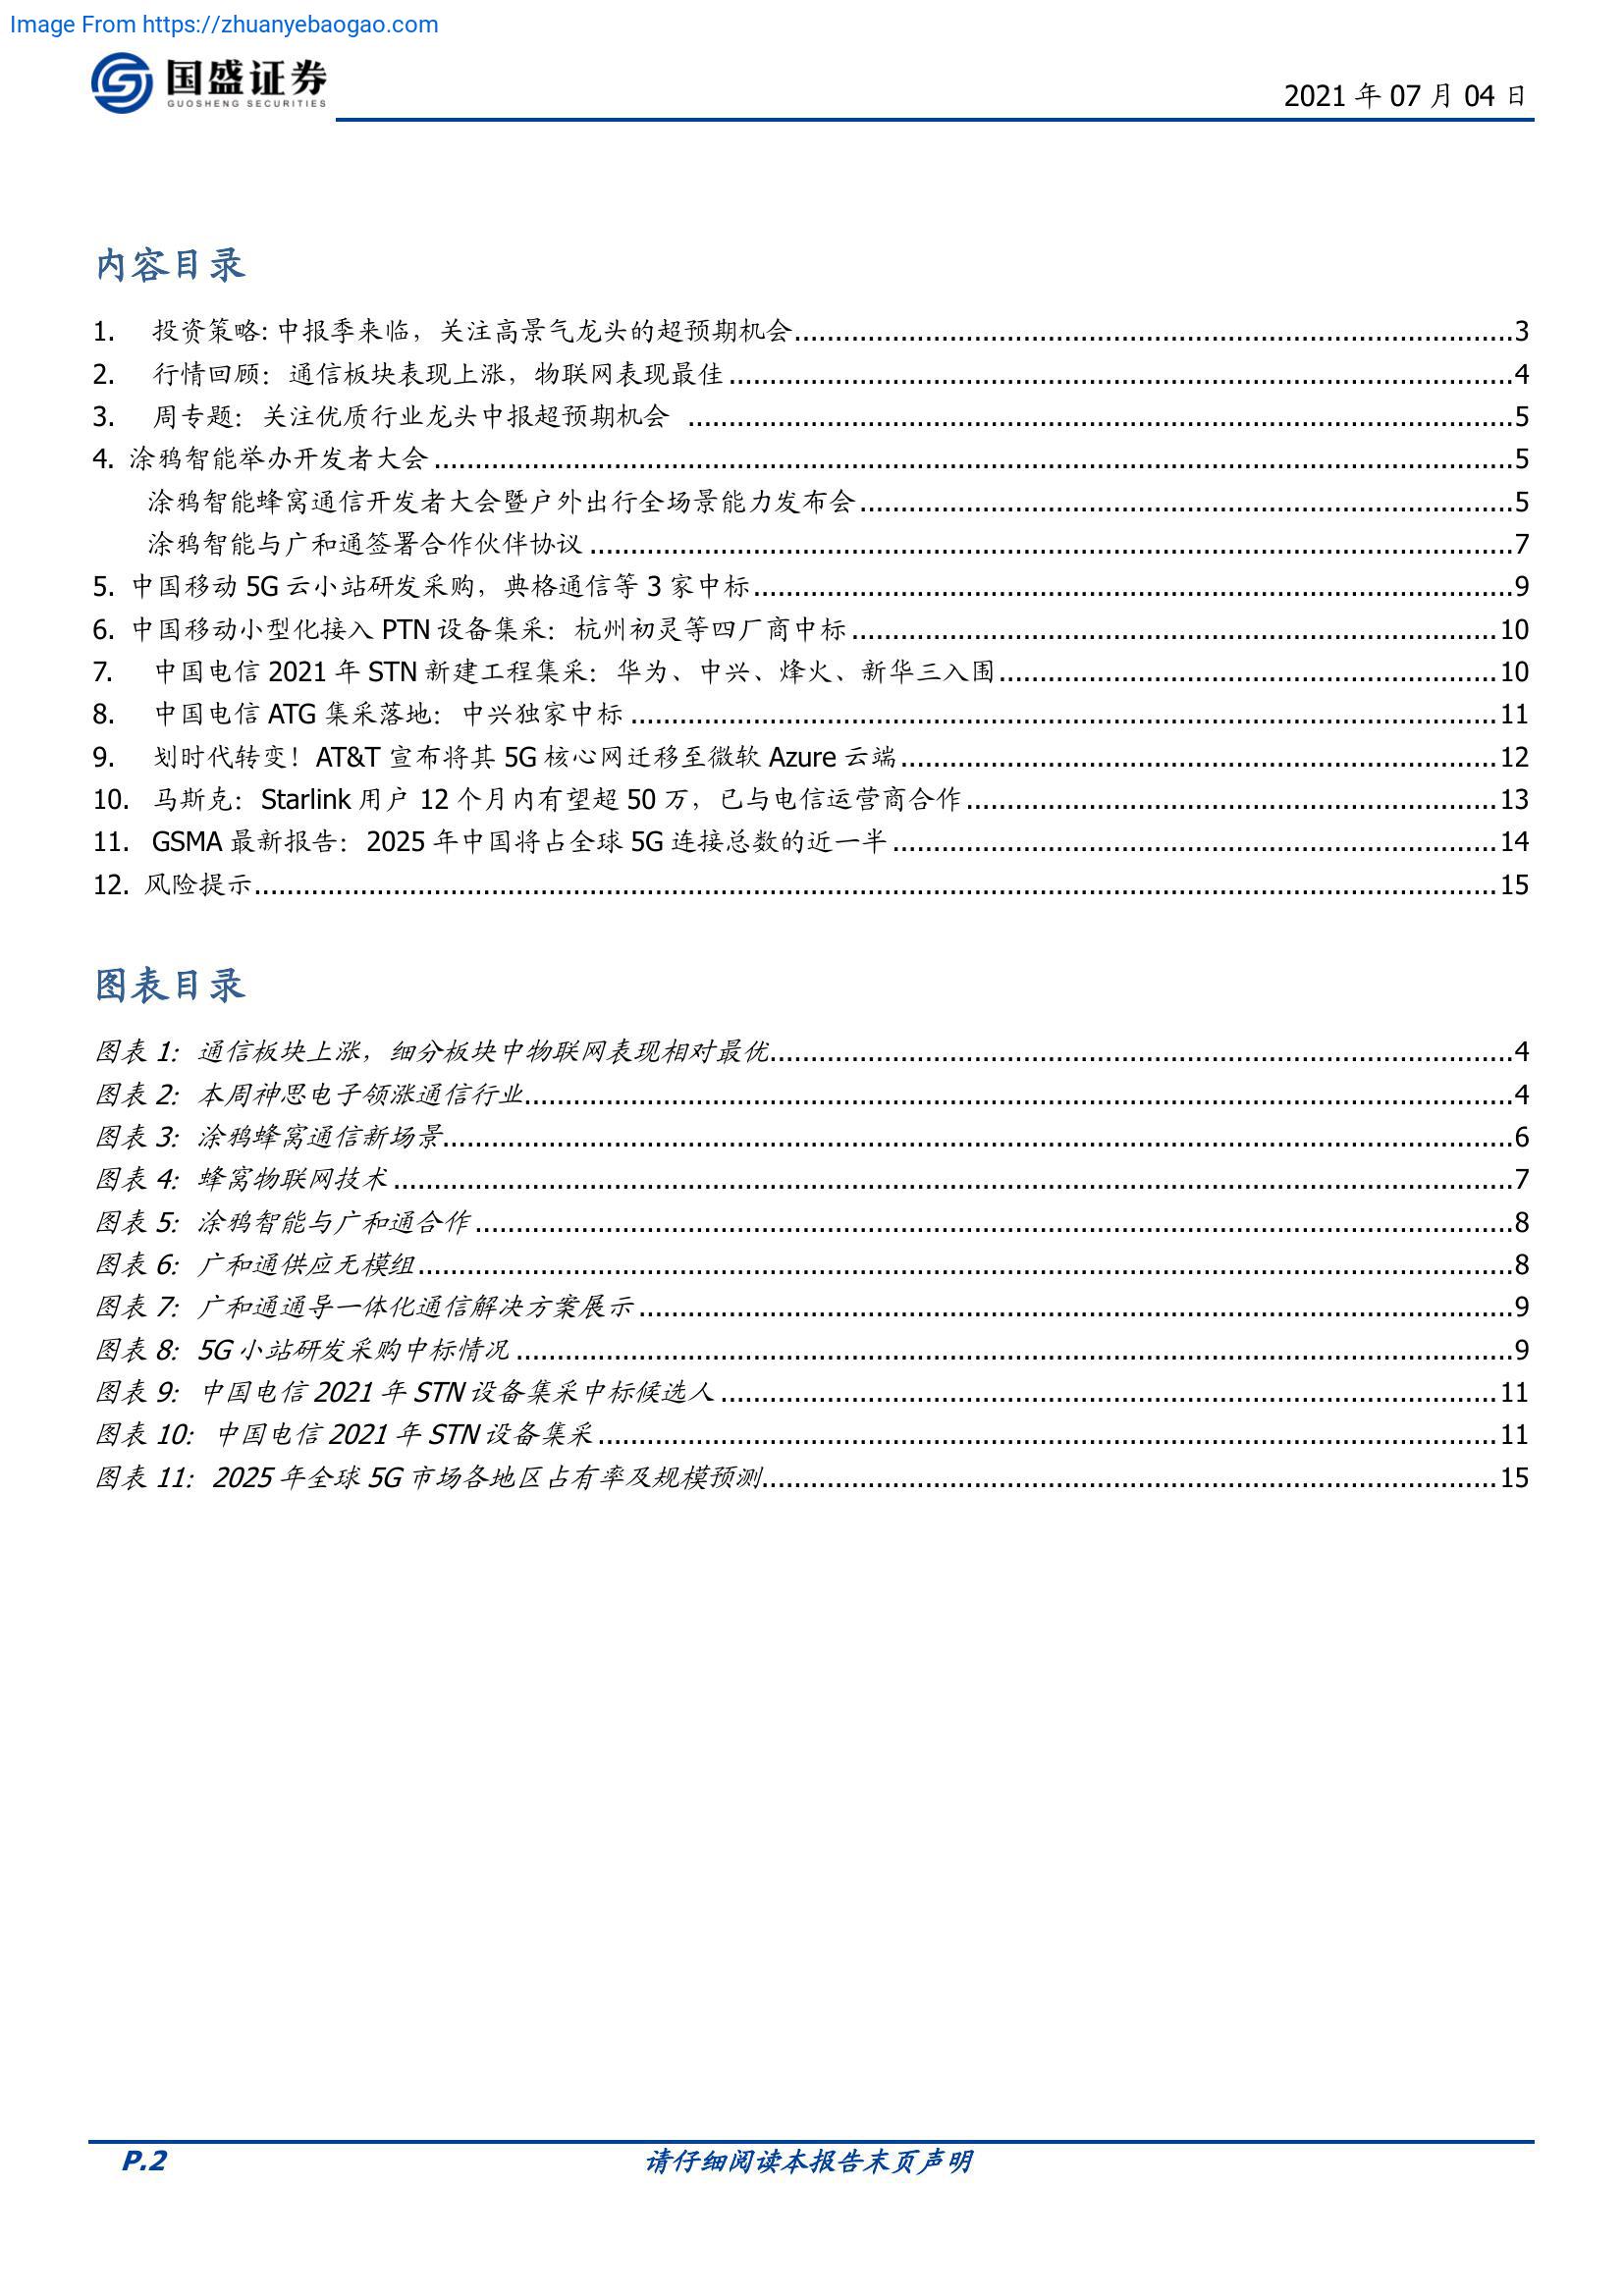 Image From https://zhuanyebaogao.com
国盛证券
GUOSHENG SECURITIES
2021 年 07 月 04 日
内容目录
1. 投资策略: 中报季来临，关注高景气龙头的超预期机会...3
2. 行情回顾：通信板块表现上涨，物联网表现最佳...4
3. 周专题：关注优质行业龙头中报超预期机会 ...5
4. 涂鸦智能举办开发者大会...5
涂鸦智能蜂窝通信开发者大会暨户外出行全场景能力发布会...5
涂鸦智能与广和通签署合作伙伴协议...7
5. 中国移动 5G 云小站研发采购，典格通信等 3 家中标...9
6. 中国移动小型化接入 PTN 设备集采：杭州初灵等四厂商中标...10
7. 中国电信 2021 年 STN 新建工程集采：华为、中兴、烽火、新华三入围...10
8. 中国电信 ATG 集采落地：中兴独家中标...11
9. 划时代转变！AT&T 宣布将其 5G 核心网迁移至微软 Azure 云端...12
10. 马斯克：Starlink 用户 12 个月内有望超 50 万，已与电信运营商合作...13
11. GSMA 最新报告：2025 年中国将占全球 5G 连接总数的近一半...14
12. 风险提示...15
图表目录
图表 1：通信板块上涨，细分板块中物联网表现相对最优...4
图表 2：本周神思电子领涨通信行业...4
图表 3：涂鸦蜂窝通信新场景...6
图表 4：蜂窝物联网技术...7
图表 5：涂鸦智能与广和通合作...8
图表 6：广和通供应无模组...8
图表 7：广和通通导一体化通信解决方案展示...9
图表 8：5G 小站研发采购中标情况...9
图表 9：中国电信 2021 年 STN 设备集采中标候选人...11
图表 10：中国电信 2021 年 STN 设备集采...11
图表 11：2025 年全球 5G 市场各地区占有率及规模预测...15
P.2
请仔细阅读本报告末页声明